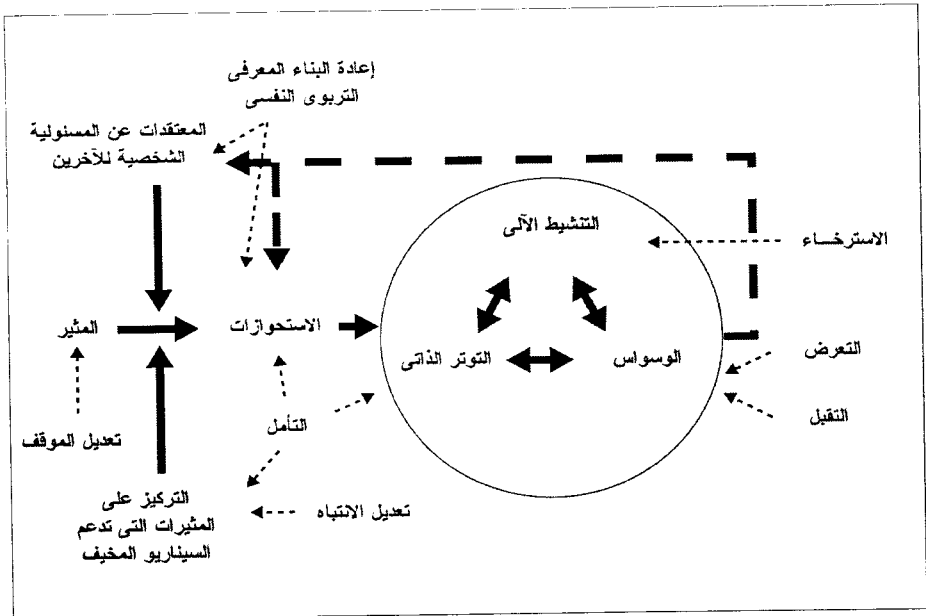 إعادة البناء المعرفى
التربوى النفسى
المعتقدات عن المسئولية
الشخصية للآخرين
التنشيط الآلى
الاسترخــاء
المثير
الاستحوازات
التوتر الذاتى
الوسواس
التعرض
التقبل
التأمل
تعديل الموقف
التركيز على
المثيرات التى تدعم
السيناريو المخيف
تعديل الانتباه